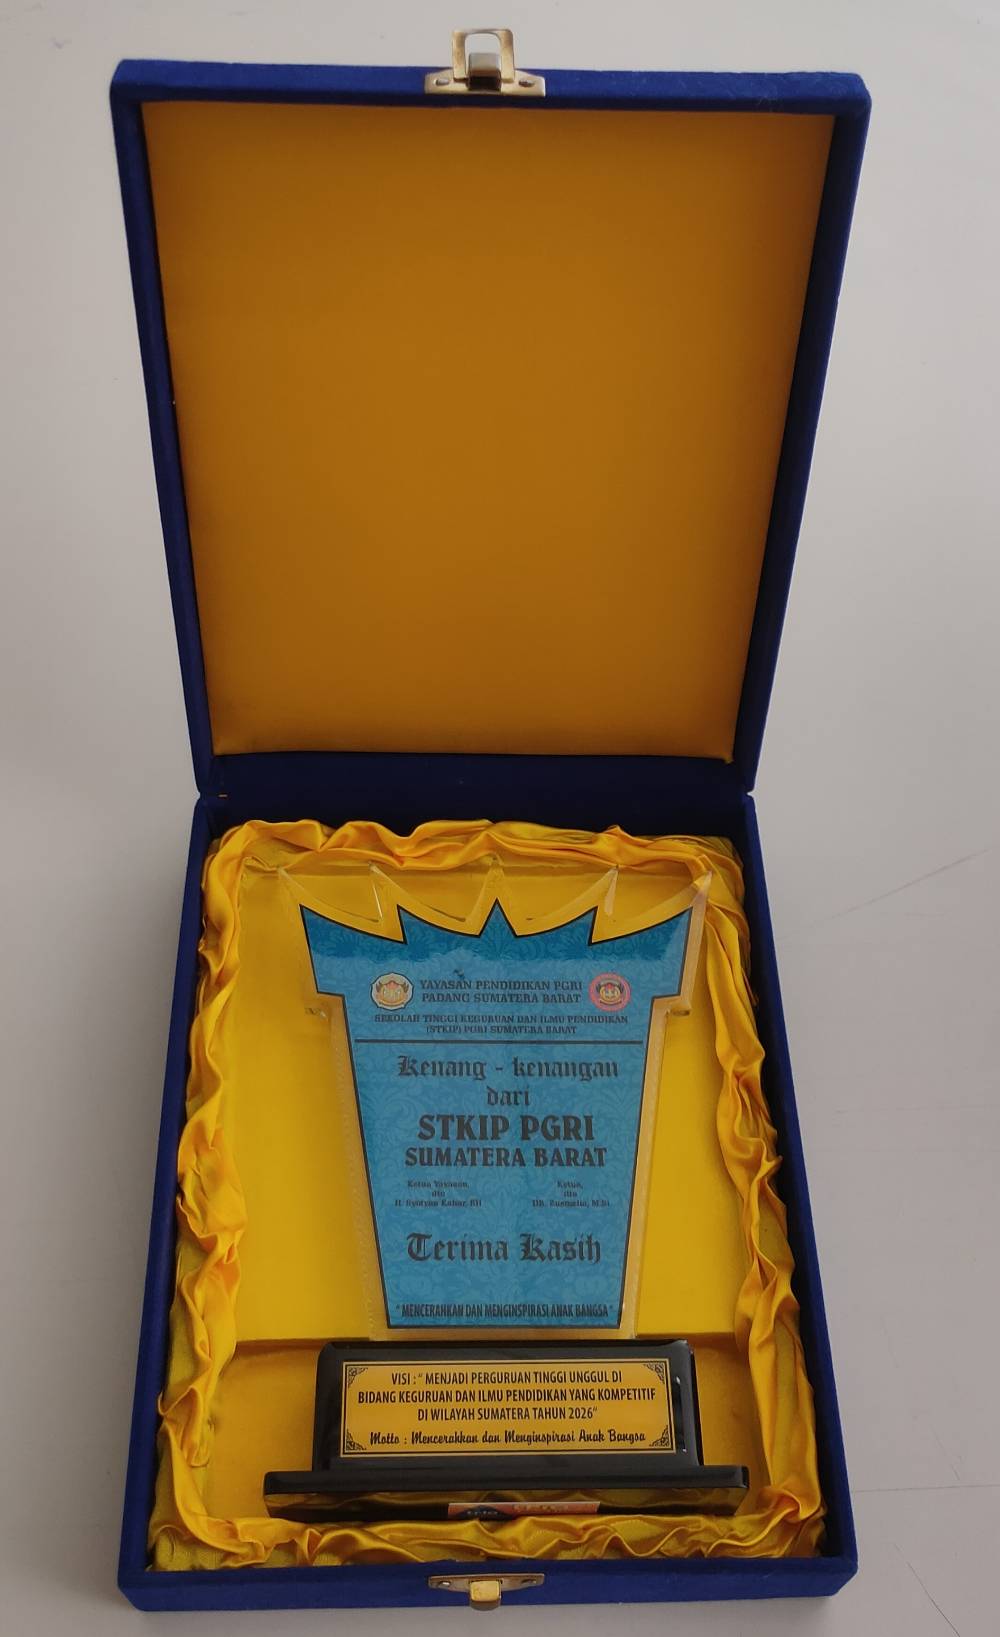 YAYASAN PENDIDIKAN PGRI
PADANG SUMATERA BARAT
SEKOLAH TINGGI KEGURUAN DAN ILMU PENDIDIKAN
(STKIP) PGRI SUMATERA BARAT
Kenang - kenangan
dari
STKIP PGRI
SUMATERA BARAT
Ketua Yayasan,
dto
Ketua,
dto
Terima Kasih
"MENCERAHKAN DAN MENGINSPIRASI ANAK BANGSA"
VISI : " MENJADI PERGURUAN TINGGI UNGGUL DI
BIDANG KEGURUAN DAN ILMU PENDIDIKAN YANG KOMPETITIF
DI WILAYAH SUMATERA TAHUN 2026"
Motto : Mencerahkan dan Menginspirasi Anak Bangsa